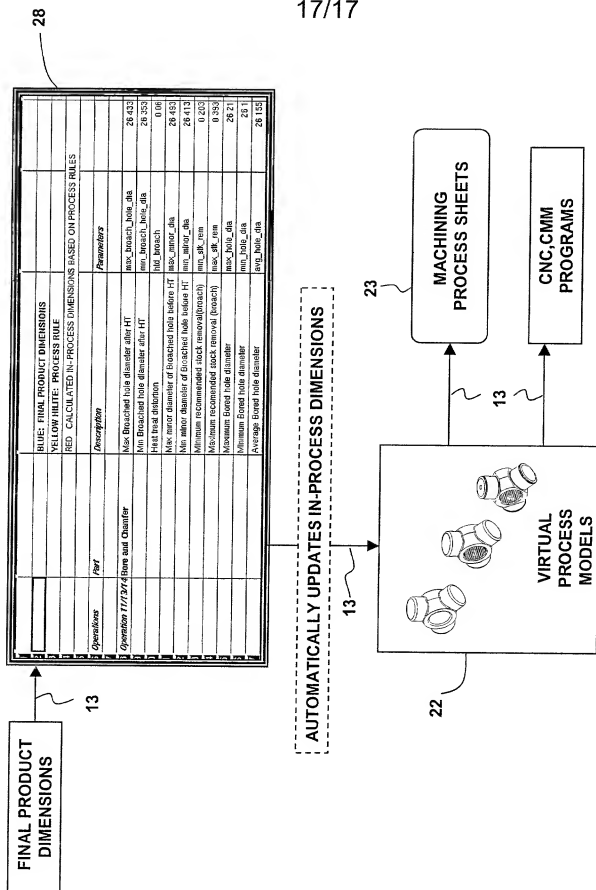 17/17
28
FINAL PRODUCT
DIMENSIONS
13
BLUE: FINAL PRODUCT DIMENSIONS
YELLOW HILITE: PROCESS RULE
RED CALCULATED IN-PROCESS DIMENSIONS BASED ON PROCESS RULES
Operations Part Description Parameters
Operation 11/13/14 Bore and Chamfer Max Broached hole diameter after HT max_broach_hole_dia 26 433
Min Broached hole diameter after HT min_broach_hole_dia 26 353
Heat treat distortion htd_broach 0 06
Max minor diameter of Broached hole before HT max_minor_dia 26 493
Min minor diameter of Broached hole before HT min_minor_dia 26 413
Minimum recommended stock removal(broach) min_stk_rem 0 203
Maximum recomended stock removal (broach) max_stk_rem 0 393
Maximum Bored hole diameter max_hole_dia 26 21
Minimum Bored hole diameter min_hole_dia 26 1
Average Bored hole diameter avg_hole_dia 26 155
AUTOMATICALLY UPDATES IN-PROCESS DIMENSIONS
13
22
VIRTUAL
PROCESS
MODELS
13
23
MACHINING
PROCESS SHEETS
CNC,CMM
PROGRAMS